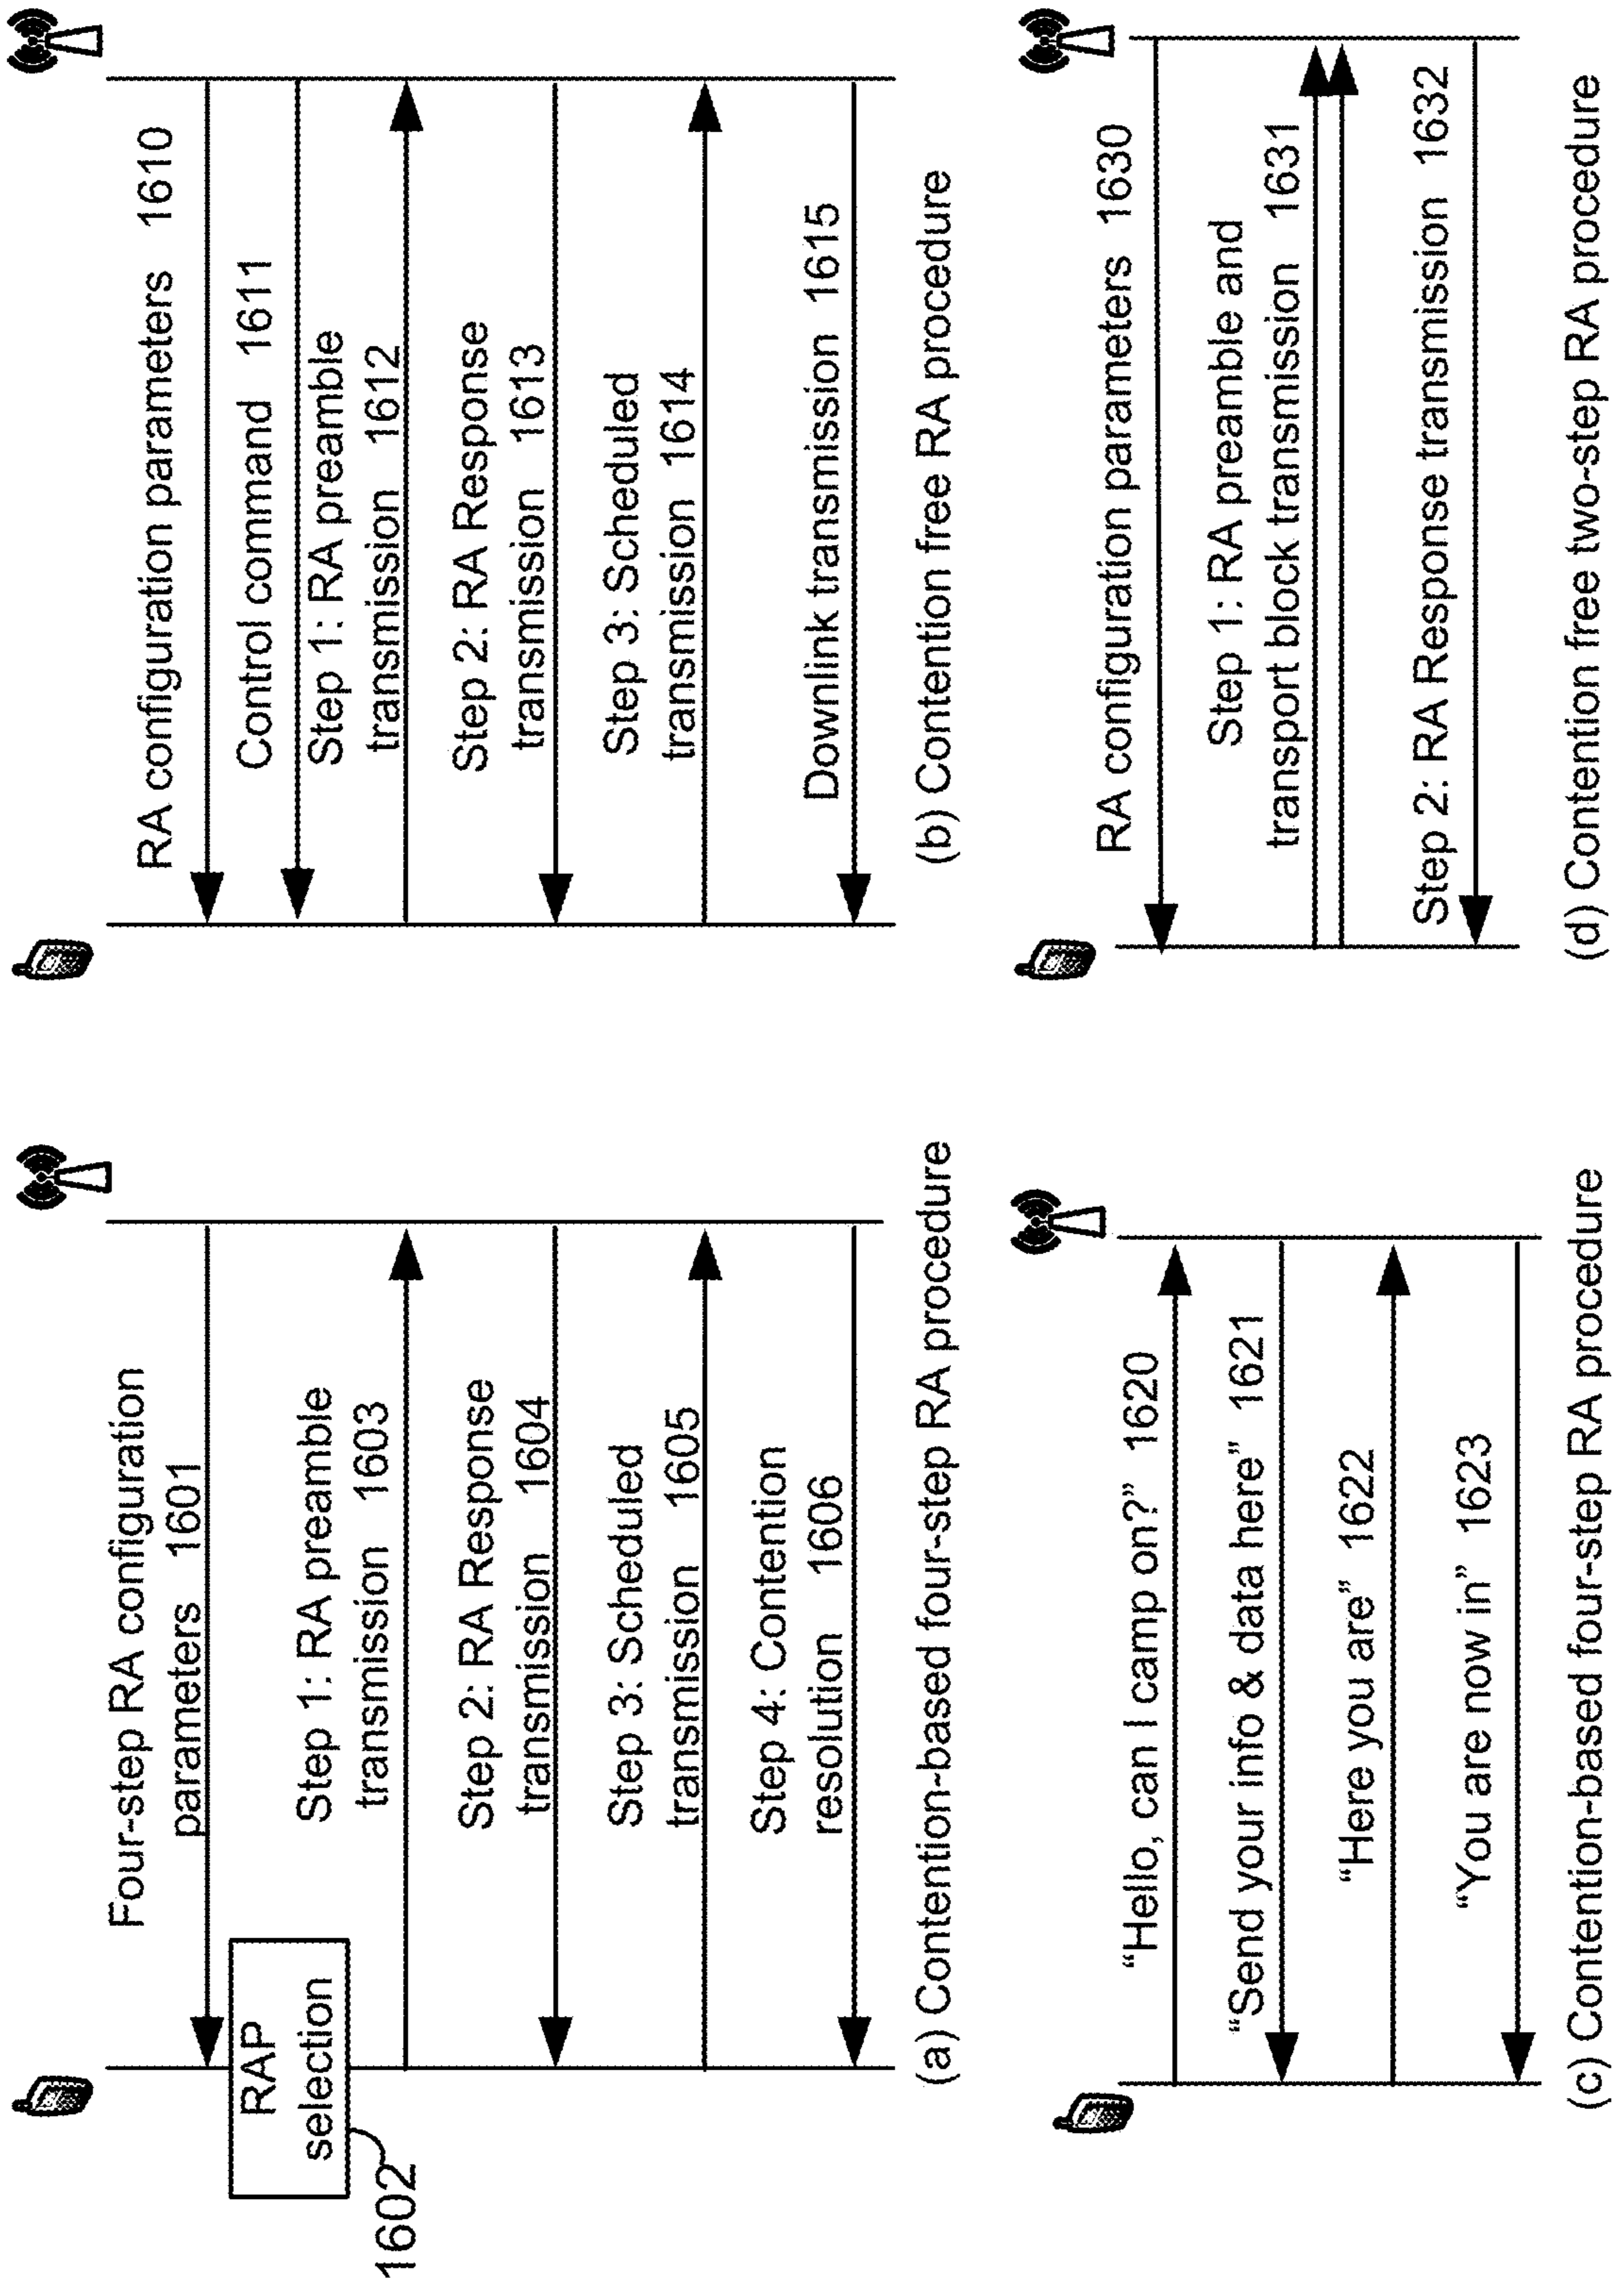 Four-step RA configuration
parameters 1601
RAP
selection
1602
Step 1: RA preamble
transmission 1603
Step 2: RA Response
transmission 1604
Step 3: Scheduled
transmission 1605
Step 4: Contention
resolution 1606
(a) Contention-based four-step RA procedure
RA configuration parameters 1610
Control command 1611
Step 1: RA preamble
transmission 1612
Step 2: RA Response
transmission 1613
Step 3: Scheduled
transmission 1614
Downlink transmission 1615
(b) Contention free RA procedure
“Hello, can I camp on?” 1620
“Send your info & data here” 1621
“Here you are” 1622
“You are now in” 1623
(c) Contention-based four-step RA procedure
RA configuration parameters 1630
Step 1: RA preamble and
transport block transmission 1631
Step 2: RA Response transmission 1632
(d) Contention free two-step RA procedure